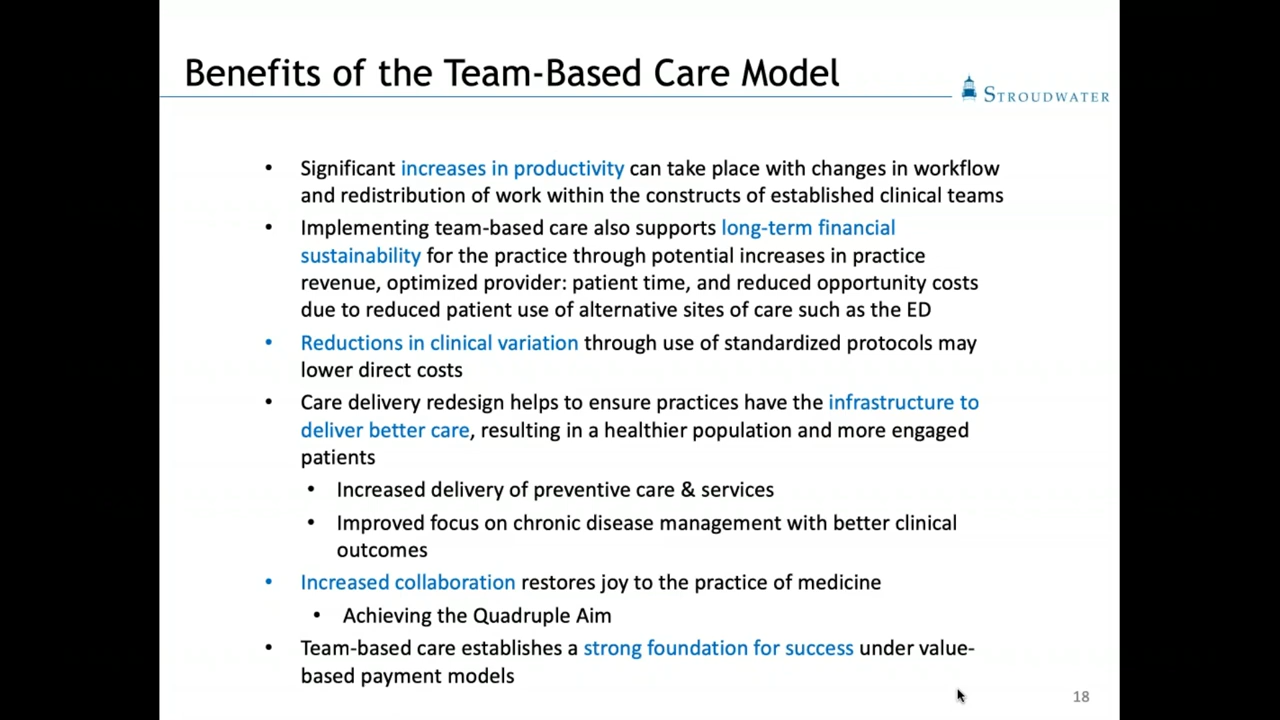 Benefits of the Team-Based Care Model
STROUDWATER
• Significant increases in productivity can take place with changes in workflow
and redistribution of work within the constructs of established clinical teams
• Implementing team-based care also supports long-term financial
sustainability for the practice through potential increases in practice
revenue, optimized provider: patient time, and reduced opportunity costs
due to reduced patient use of alternative sites of care such as the ED
• Reductions in clinical variation through use of standardized protocols may
lower direct costs
• Care delivery redesign helps to ensure practices have the infrastructure to
deliver better care, resulting in a healthier population and more engaged
patients
• Increased delivery of preventive care & services
• Improved focus on chronic disease management with better clinical
outcomes
• Increased collaboration restores joy to the practice of medicine
• Achieving the Quadruple Aim
• Team-based care establishes a strong foundation for success under value-
based payment models
18